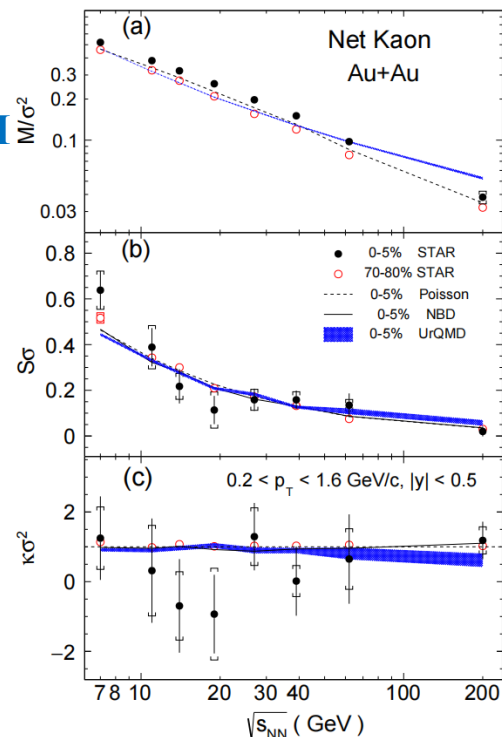 (a)
Net Kaon
Au+Au
0.3
0.2
0.1
0.03
M/σ²
(b)
0-5% STAR
70-80% STAR
0-5% Poisson
0-5% NBD
0-5% UrQMD
0.8
0.6
0.4
0.2
0
Sσ
(c)
0.2 < p_T < 1.6 GeV/c, |y| < 0.5
2
1
0
−2
κσ²
7 8 10 20 30 40 100 200
√s_NN ( GeV )